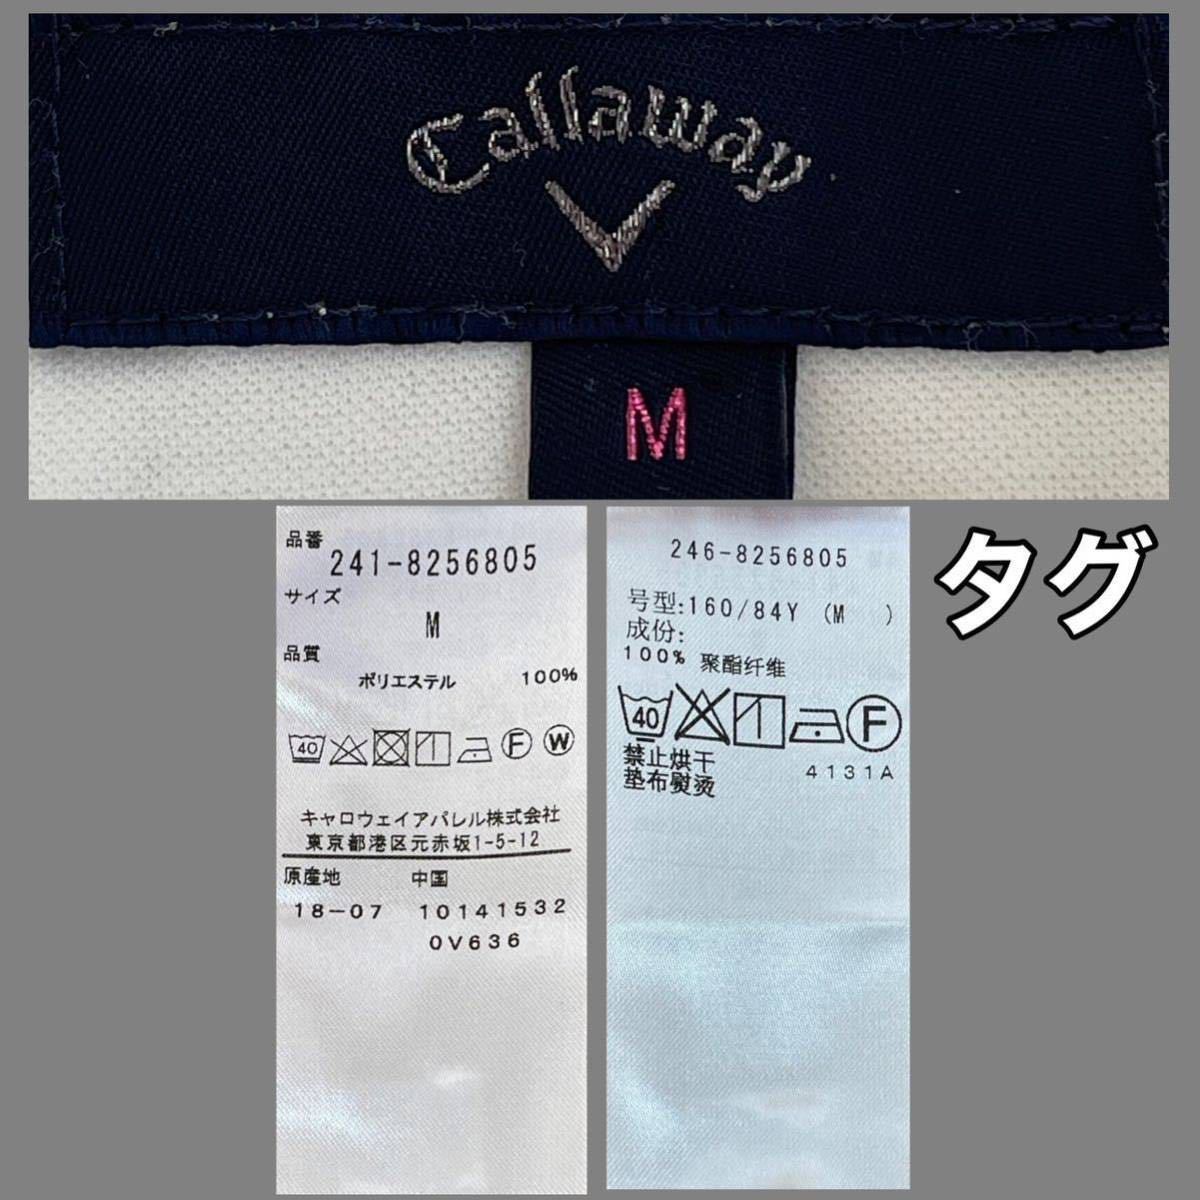 Callaway
M
タグ
品番
241-8256805
サイズ
M
品質
ポリエステル 100%
40 F W
キャロウェイアパレル株式会社
東京都港区元赤坂1-5-12
原産地 中国
18-07 10141532
0V636
246-8256805
号型:160/84Y (M )
成份:
100% 聚酯纤维
40 F
禁止烘干 4131A
垫布熨烫